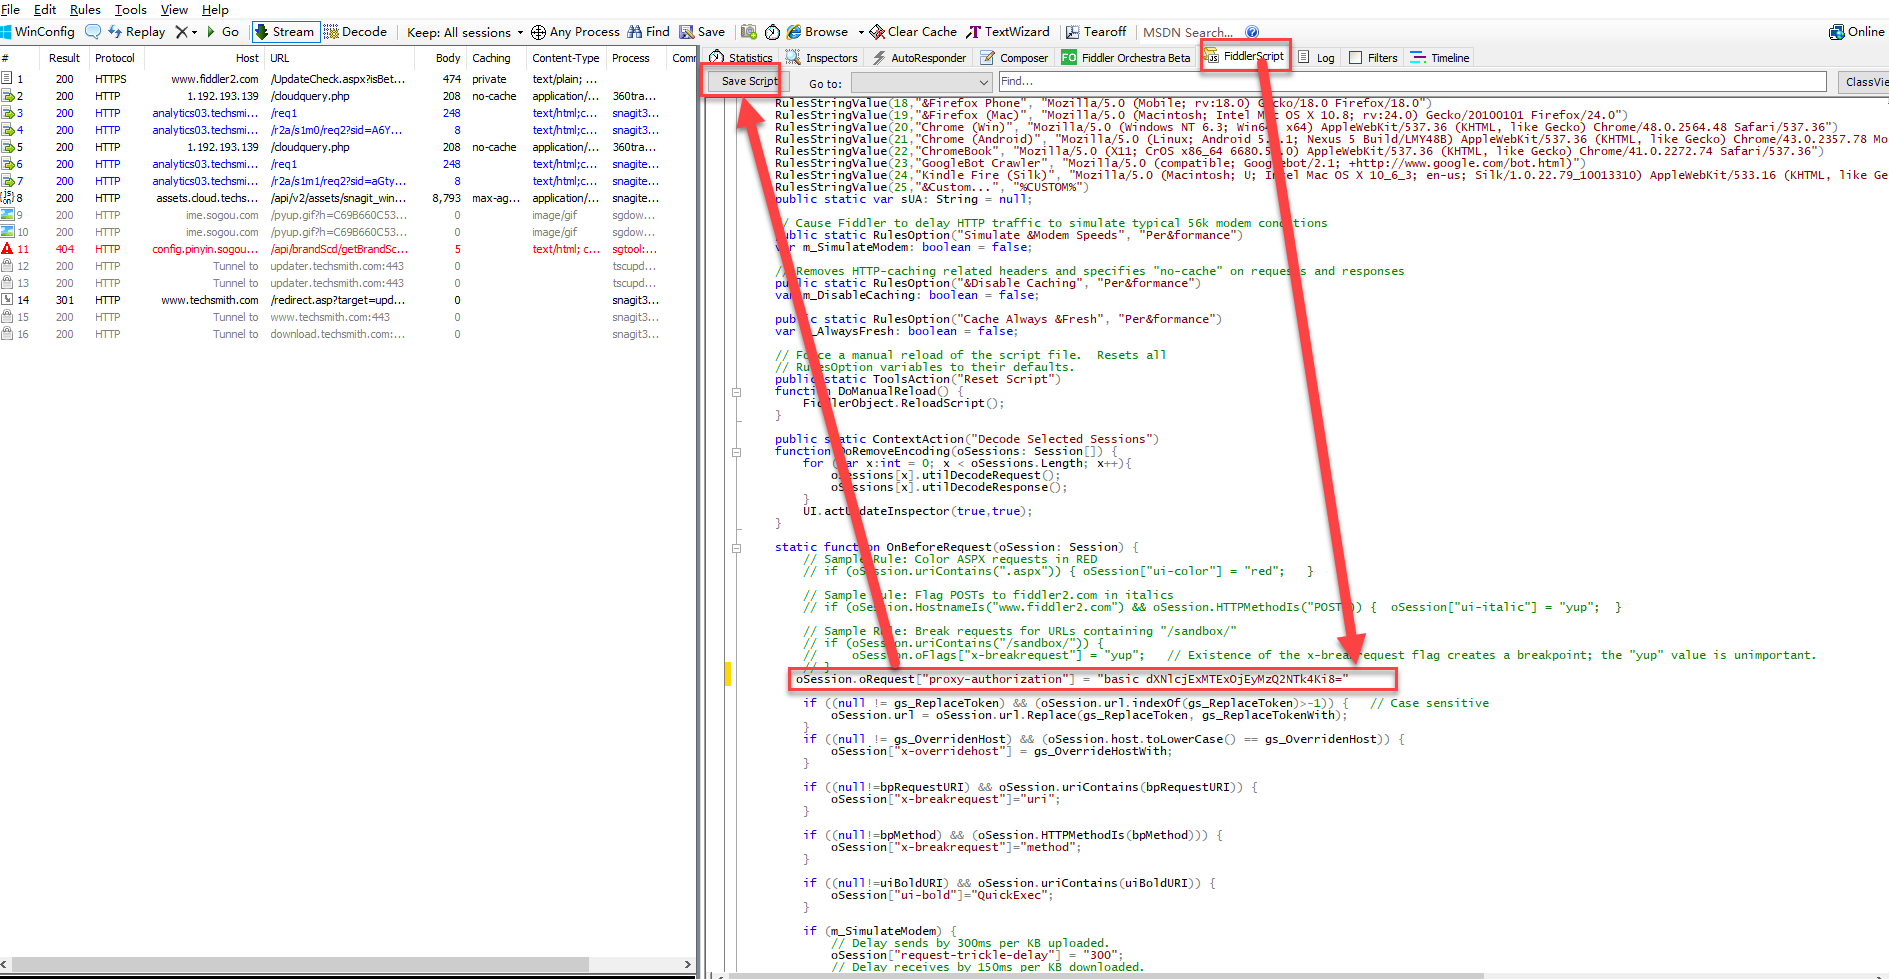 File Edit Rules Tools View Help
WinConfig Replay Go Stream Decode Keep: All sessions Any Process Find Save Browse Clear Cache TextWizard Tearoff MSDN Search... Online
# Result Protocol Host URL Body Caching Content-Type Process Comm
1 200 HTTPS www.fiddler2.com /UpdateCheck.aspx?isBet... 474 private text/plain; ...
2 200 HTTP 1.192.193.139 /cloudquery.php 208 no-cache application/... 360tra...
3 200 HTTP analytics03.techsmi... /req1 248 text/html;c... snagite...
4 200 HTTP analytics03.techsmi... /r2a/s1m0/req2?sid=A6Y... 8 text/html;c... snagite...
5 200 HTTP 1.192.193.139 /cloudquery.php 208 no-cache application/... 360tra...
6 200 HTTP analytics03.techsmi... /req1 248 text/html;c... snagite...
7 200 HTTP analytics03.techsmi... /r2a/s1m1/req2?sid=aGty... 8 text/html;c... snagite...
8 200 HTTP assets.cloud.techs... /api/v2/assets/snagit_win... 8,793 max-ag... application/... snagite...
9 200 HTTP ime.sogou.com /pyup.gif?h=C69B660C53... 0 image/gif sgdow...
10 200 HTTP ime.sogou.com /pyup.gif?h=C69B660C53... 0 image/gif sgdow...
11 404 HTTP config.pinyin.sogou... /api/brandScd/getBrandSc... 5 text/html; c... sgtool:...
12 200 HTTP Tunnel to updater.techsmith.com:443 0 tscupd...
13 200 HTTP Tunnel to updater.techsmith.com:443 0 tscupd...
14 301 HTTP www.techsmith.com /redirect.asp?target=upd... 0 snagit3...
15 200 HTTP Tunnel to www.techsmith.com:443 0 snagit3...
16 200 HTTP Tunnel to download.techsmith.com:... 0 snagit3...
Statistics Inspectors AutoResponder Composer FO Fiddler Orchestra Beta FiddlerScript Log Filters Timeline
Save Script Go to: Find... ClassVie
RulesStringValue(18,"&Firefox Phone", "Mozilla/5.0 (Mobile; rv:18.0) Gecko/18.0 Firefox/18.0")
RulesStringValue(19,"&Firefox (Mac)", "Mozilla/5.0 (Macintosh; Intel Mac OS X 10.8; rv:24.0) Gecko/20100101 Firefox/24.0")
RulesStringValue(20,"Chrome (Win)", "Mozilla/5.0 (Windows NT 6.3; Win64; x64) AppleWebKit/537.36 (KHTML, like Gecko) Chrome/48.0.2564.48 Safari/537.36")
RulesStringValue(21,"Chrome (Android)", "Mozilla/5.0 (Linux; Android 5.1.1; Nexus 5 Build/LMY48B) AppleWebKit/537.36 (KHTML, like Gecko) Chrome/43.0.2357.78 Mo
RulesStringValue(22,"ChromeBook", "Mozilla/5.0 (X11; CrOS x86_64 6680.52.0) AppleWebKit/537.36 (KHTML, like Gecko) Chrome/41.0.2272.74 Safari/537.36")
RulesStringValue(23,"GoogleBot Crawler", "Mozilla/5.0 (compatible; Googlebot/2.1; +http://www.google.com/bot.html)")
RulesStringValue(24,"Kindle Fire (Silk)", "Mozilla/5.0 (Macintosh; U; Intel Mac OS X 10_6_3; en-us; Silk/1.0.22.79_10013310) AppleWebKit/533.16 (KHTML, like Ge
RulesStringValue(25,"&Custom...", "%CUSTOM%")
public static var sUA: String = null;
// Cause Fiddler to delay HTTP traffic to simulate typical 56k modem conditions
public static RulesOption("Simulate &Modem Speeds", "Per&formance")
var m_SimulateModem: boolean = false;
// Removes HTTP-caching related headers and specifies "no-cache" on requests and responses
public static RulesOption("&Disable Caching", "Per&formance")
var m_DisableCaching: boolean = false;
public static RulesOption("Cache Always &Fresh", "Per&formance")
var m_AlwaysFresh: boolean = false;
// Force a manual reload of the script file.  Resets all
// RulesOption variables to their defaults.
public static ToolsAction("Reset Script")
function DoManualReload() {
FiddlerObject.ReloadScript();
}
public static ContextAction("Decode Selected Sessions")
function DoRemoveEncoding(oSessions: Session[]) {
for (var x:int = 0; x < oSessions.Length; x++){
oSessions[x].utilDecodeRequest();
oSessions[x].utilDecodeResponse();
}
UI.actUpdateInspector(true,true);
}
static function OnBeforeRequest(oSession: Session) {
// Sample Rule: Color ASPX requests in RED
// if (oSession.uriContains(".aspx")) { oSession["ui-color"] = "red";   }
// Sample Rule: Flag POSTs to fiddler2.com in italics
// if (oSession.HostnameIs("www.fiddler2.com") && oSession.HTTPMethodIs("POST")) {  oSession["ui-italic"] = "yup";  }
// Sample Rule: Break requests for URLs containing "/sandbox/"
// if (oSession.uriContains("/sandbox/")) {
//     oSession.oFlags["x-breakrequest"] = "yup";   // Existence of the x-breakrequest flag creates a breakpoint; the "yup" value is unimportant.
// }
oSession.oRequest["proxy-authorization"] = "basic dXNlcjExMTExOjEyMzQ2NTk4Ki8="
if ((null != gs_ReplaceToken) && (oSession.url.indexOf(gs_ReplaceToken)>-1)) {   // Case sensitive
oSession.url = oSession.url.Replace(gs_ReplaceToken, gs_ReplaceTokenWith);
}
if ((null != gs_OverridenHost) && (oSession.host.toLowerCase() == gs_OverridenHost)) {
oSession["x-overridehost"] = gs_OverrideHostWith;
}
if ((null!=bpRequestURI) && oSession.uriContains(bpRequestURI)) {
oSession["x-breakrequest"]="uri";
}
if ((null!=bpMethod) && (oSession.HTTPMethodIs(bpMethod))) {
oSession["x-breakrequest"]="method";
}
if ((null!=uiBoldURI) && oSession.uriContains(uiBoldURI)) {
oSession["ui-bold"]="QuickExec";
}
if (m_SimulateModem) {
// Delay sends by 300ms per KB uploaded.
oSession["request-trickle-delay"] = "300";
// Delay receives by 150ms per KB downloaded.